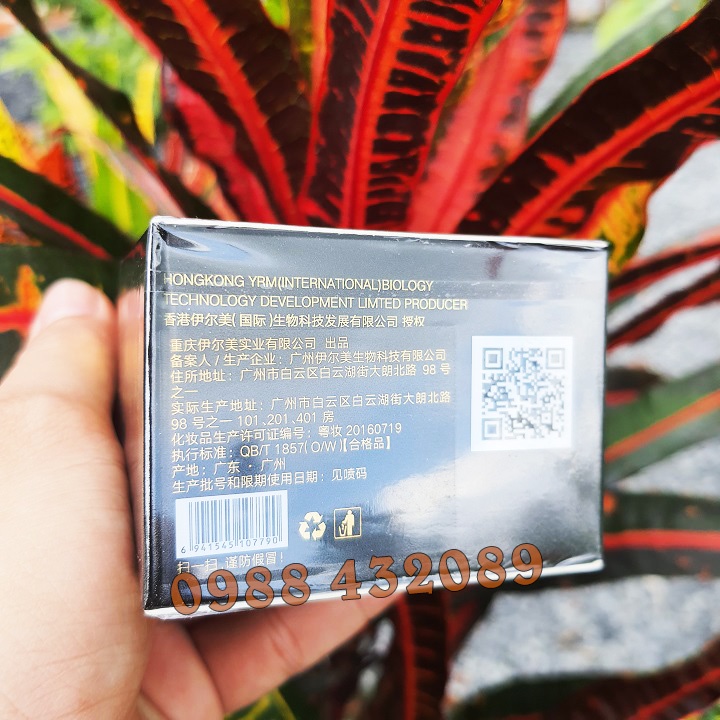 HONGKONG YRM(INTERNATIONAL)BIOLOGY
TECHNOLOGY DEVELOPMENT LIMTED PRODUCER
香港伊尔美(国际)生物科技发展有限公司 授权
重庆伊尔美实业有限公司 出品
备案人/生产企业:广州伊尔美生物科技有限公司
住所地址:广州市白云区白云湖街大朗北路 98 号
之一
实际生产地址:广州市白云区白云湖街大朗北路
98 号之一 101、201、401 房
化妆品生产许可证编号:粤妆 20160719
执行标准:QB/T 1857(O/W)【合格品】
产地:广东·广州
生产批号和限期使用日期:见喷码
6 941545 107790
扫一扫,谨防假冒!
0988 432089